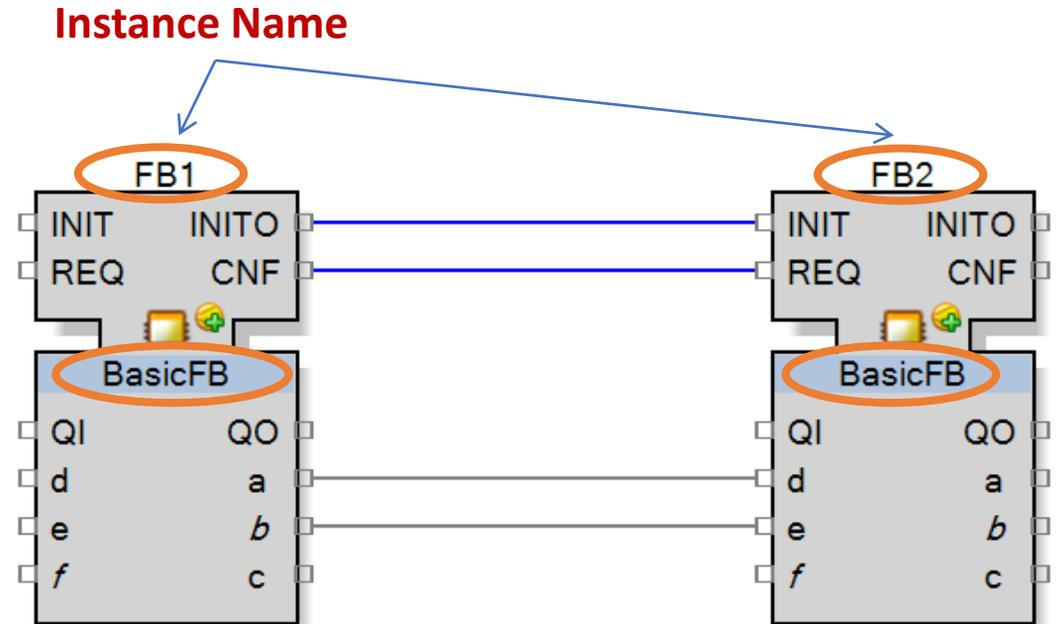 Instance Name
FB1 FB2
INIT INITO INIT INITO
REQ CNF REQ CNF
BasicFB BasicFB
QI QO QI QO
d a d a
e b e b
f c f c